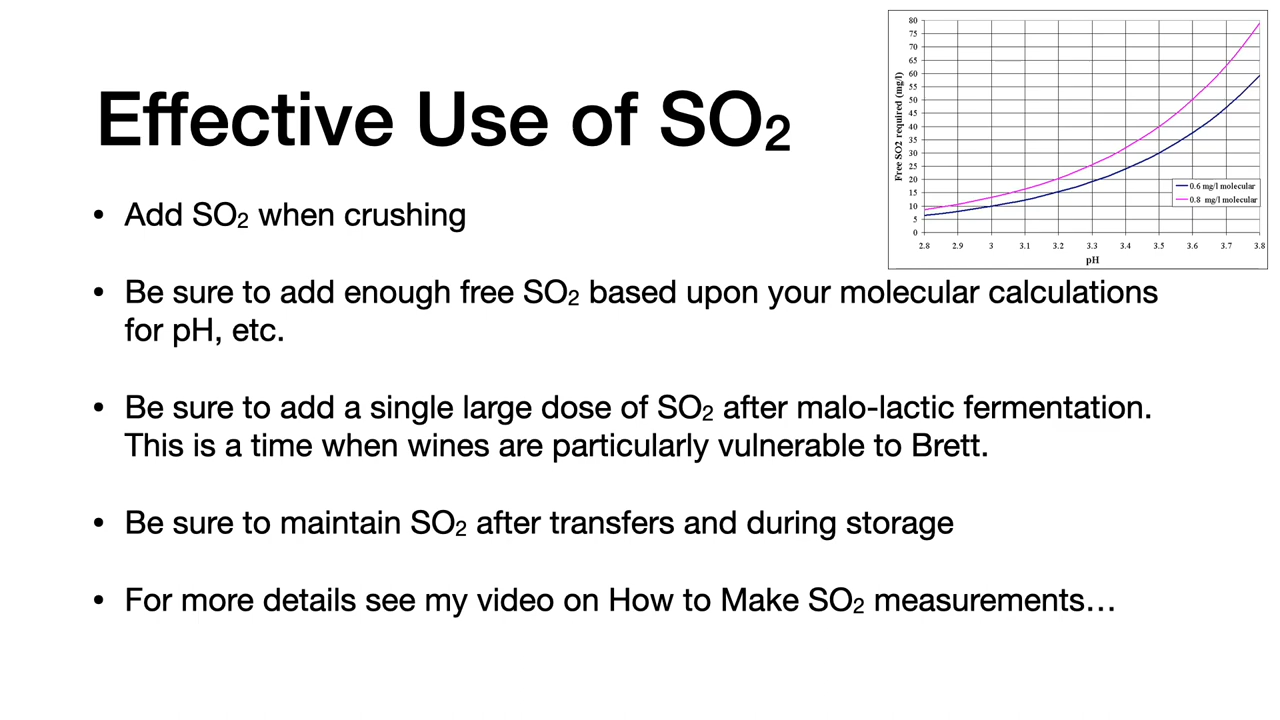 Effective Use of SO₂
80
75
70
65
60
55
50
45
40
35
30
25
20
15
10
5
0
Free SO2 required (mg/l)
0.6 mg/l molecular
0.8 mg/l molecular
2.8 2.9 3 3.1 3.2 3.3 3.4 3.5 3.6 3.7 3.8
pH
• Add SO₂ when crushing
• Be sure to add enough free SO₂ based upon your molecular calculations
for pH, etc.
• Be sure to add a single large dose of SO₂ after malo-lactic fermentation.
This is a time when wines are particularly vulnerable to Brett.
• Be sure to maintain SO₂ after transfers and during storage
• For more details see my video on How to Make SO₂ measurements…